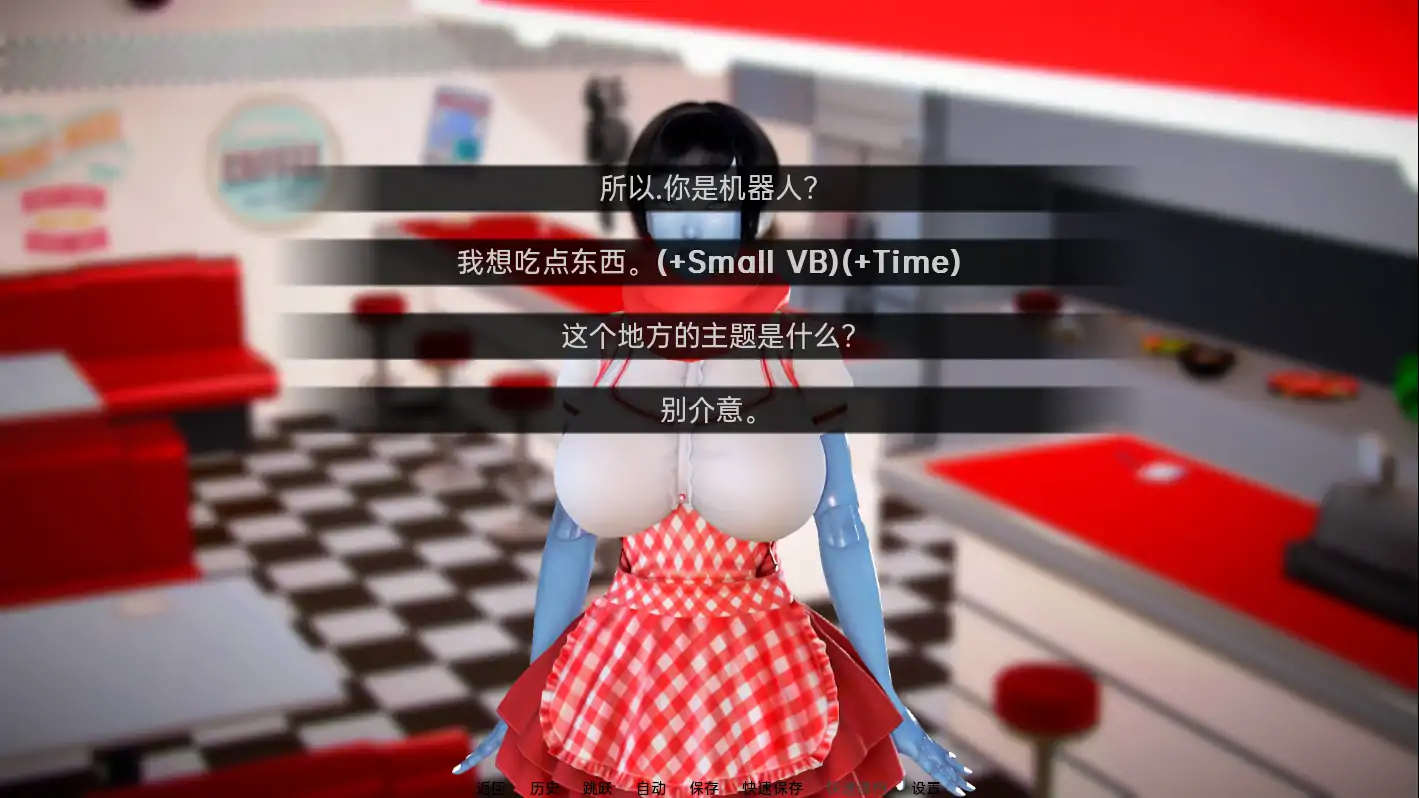 COFFEE
所以.你是机器人？
我想吃点东西。(+Small VB)(+Time)
这个地方的主题是什么？
别介意。
返回 历史 跳跃 自动 保存 快速保存 设置